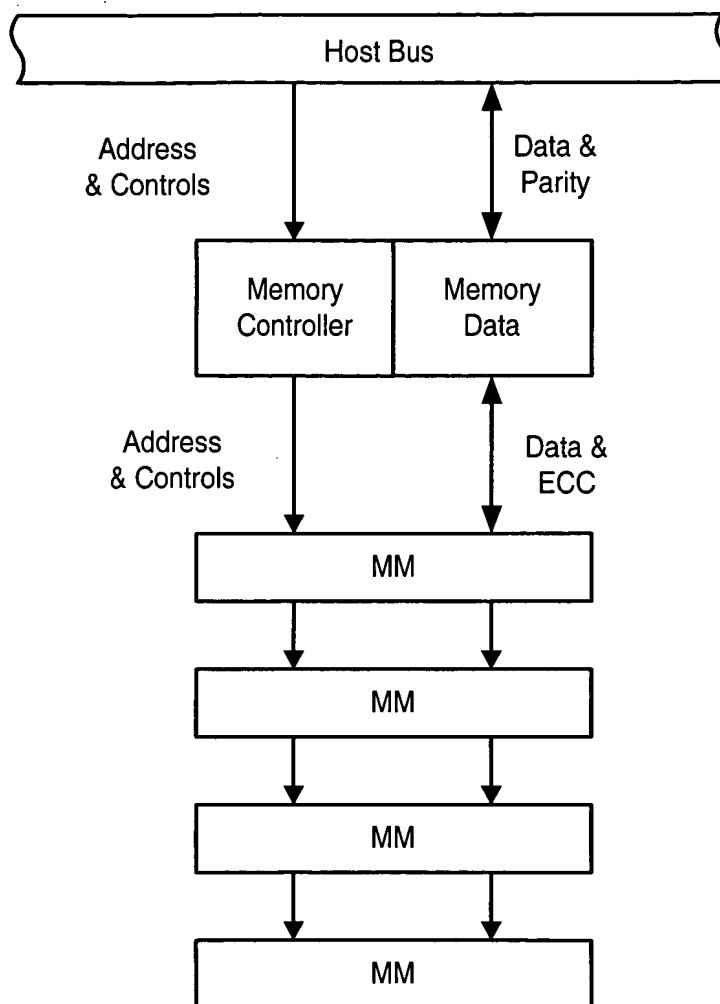 Host Bus
Address
& Controls
Data &
Parity
Memory
Controller
Memory
Data
Address
& Controls
Data &
ECC
MM
MM
MM
MM